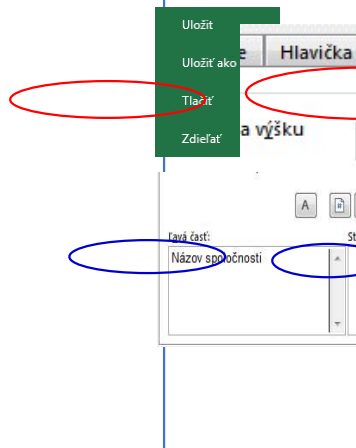 Uložiť
Uložiť ako
Hlavička
Tlačiť
Zdieľať
a výšku
A
Ľavá časť:
St
Názov spoločnosti